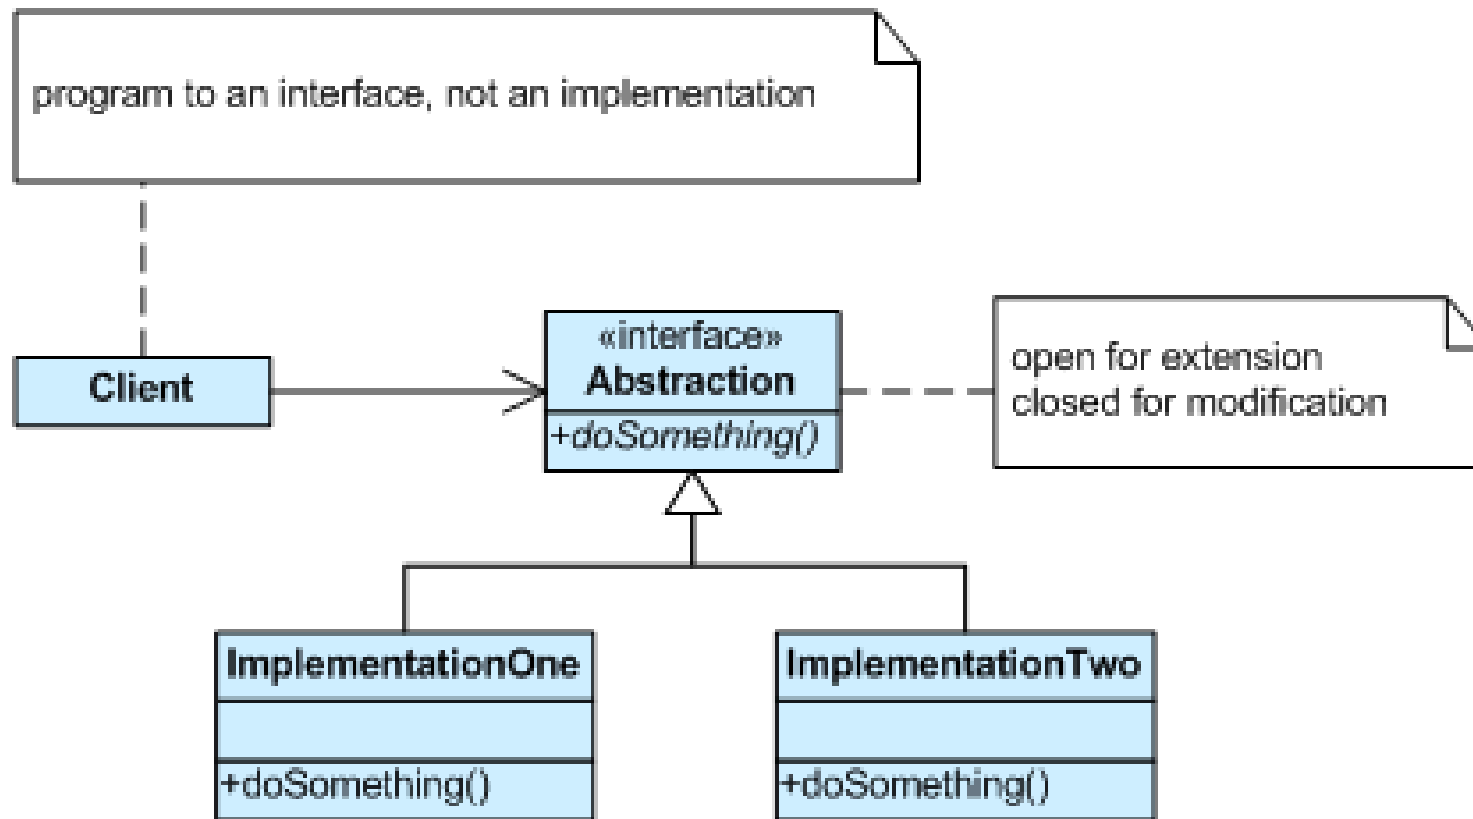 program to an interface, not an implementation
«interface»
Client
Abstraction
+doSomething()
open for extension
closed for modification
ImplementationOne
+doSomething()
ImplementationTwo
+doSomething()